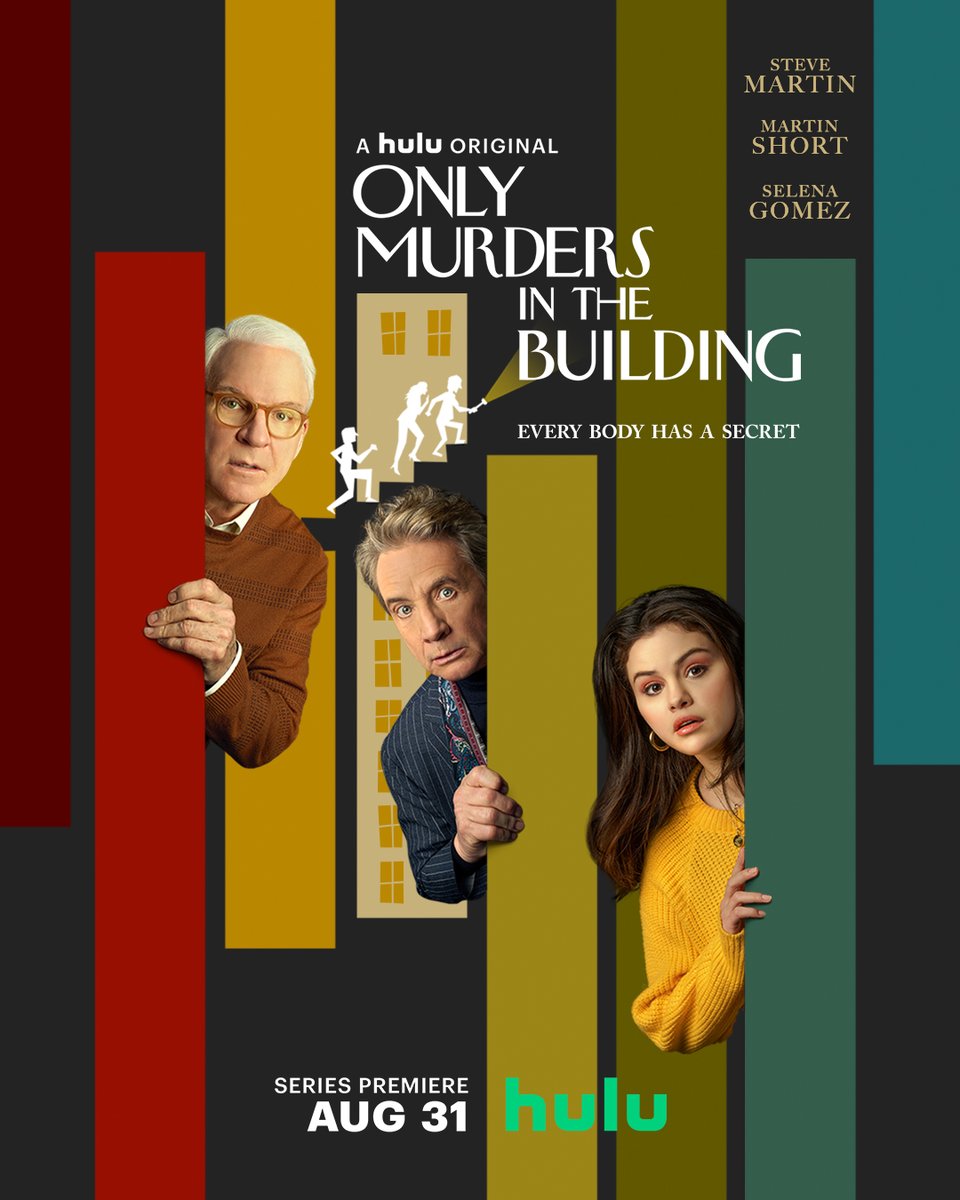 STEVE
MARTIN
MARTIN
SHORT
SELENA
GOMEZ
A hulu ORIGINAL
ONLY
MURDERS
IN THE
BUILDING
EVERY BODY HAS A SECRET
SERIES PREMIERE
AUG 31
hulu